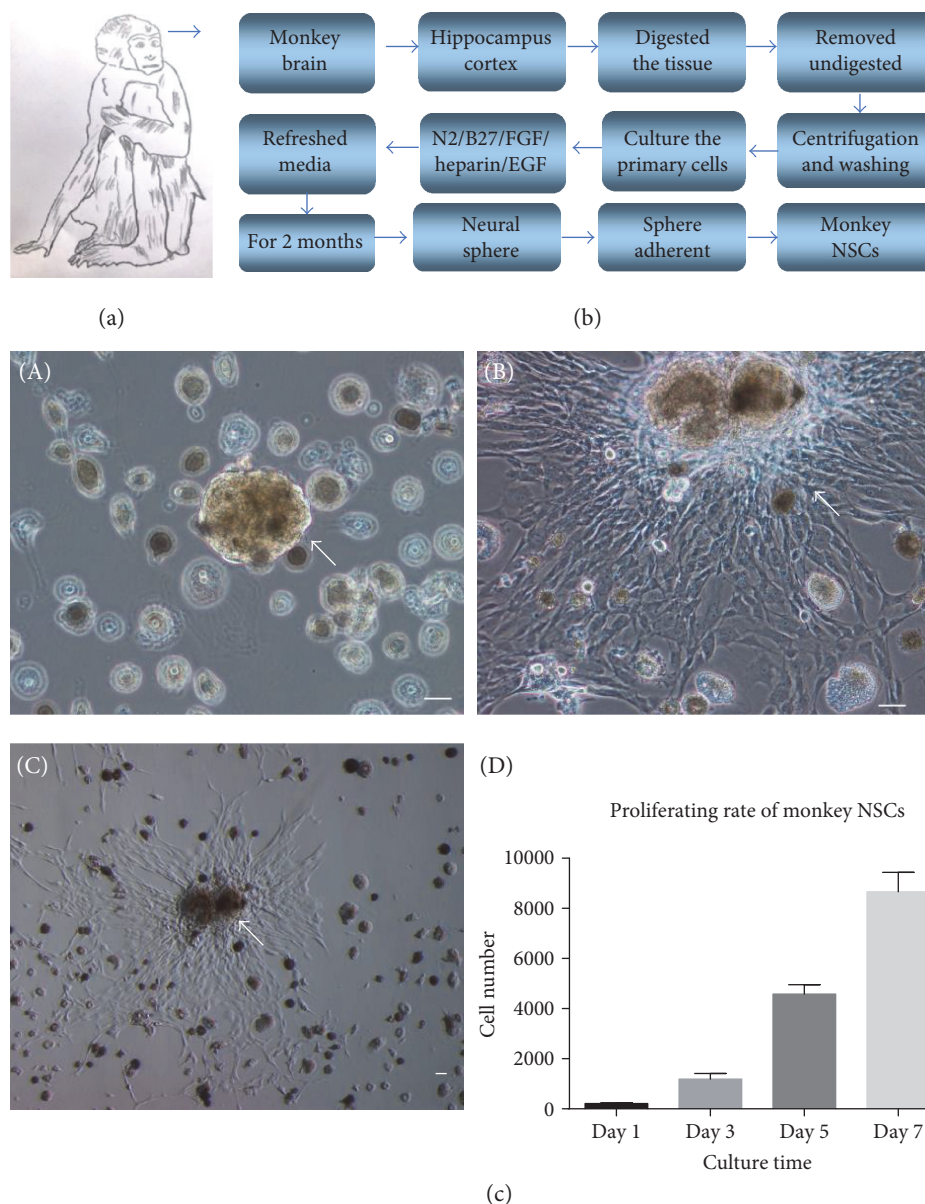 Monkey
brain
Hippocampus
cortex
Digested
the tissue
Removed
undigested
Refreshed
media
N2/B27/FGF/
heparin/EGF
Culture the
primary cells
Centrifugation
and washing
For 2 months
Neural
sphere
Sphere
adherent
Monkey
NSCs
(a)
(b)
(A)
(B)
(C)
(D)
Proliferating rate of monkey NSCs
10000
8000
6000
4000
2000
0
Cell number
Day 1
Day 3
Day 5
Day 7
Culture time
(c)